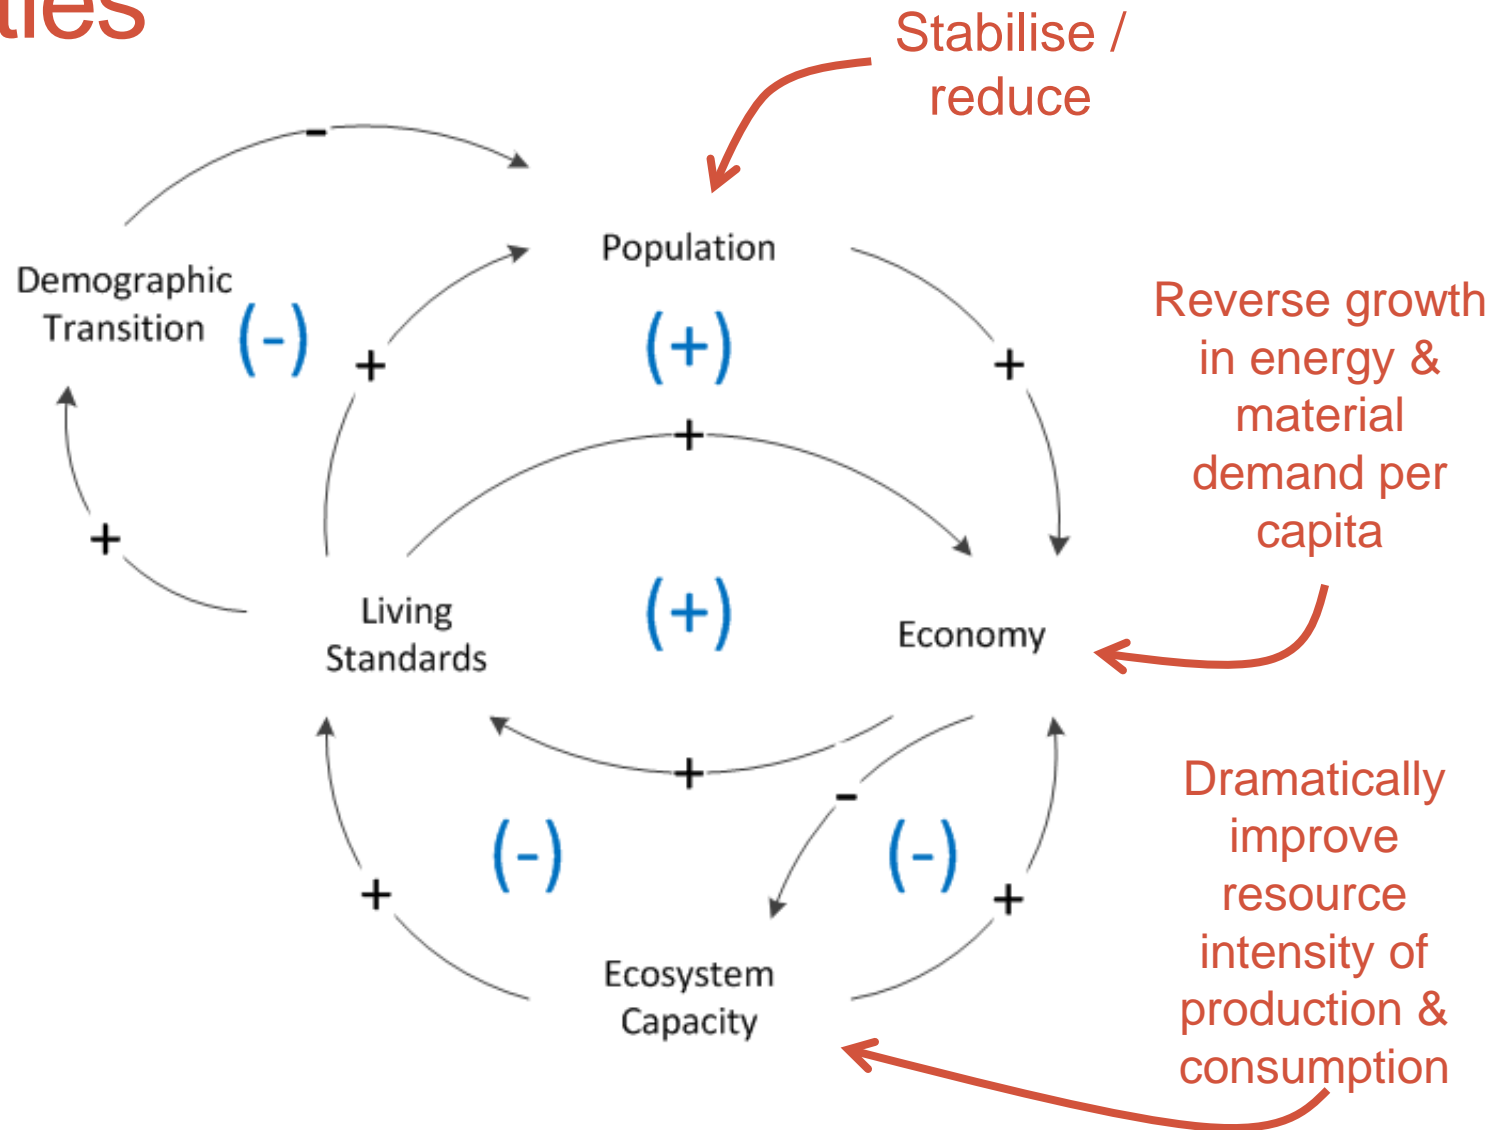 Stabilise /
reduce
-
Population
Demographic
Transition
(-)
(+)
+
+
+
Reverse growth
in energy &
material
demand per
capita
+
Living
Standards
(+)
Economy
+
-
(-)
(-)
+
+
Ecosystem
Capacity
Dramatically
improve
resource
intensity of
production &
consumption